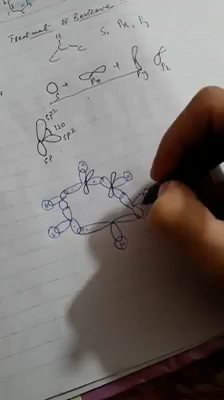 Treatment of Benzene
H
C
C C
S, Px, Py
+ +
S Px Py Pz
sp²
120
sp²
sp
H H
H
H H